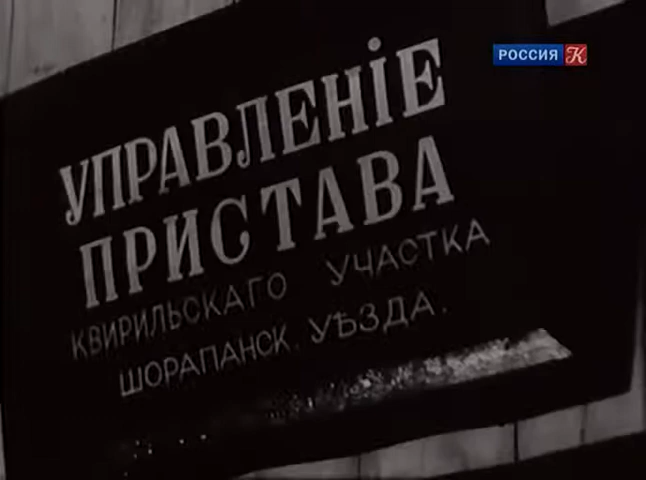 РОССИЯ К
УПРАВЛЕНІЕ
ПРИСТАВА
КВИРИЛЬСКАГО УЧАСТКА
ШОРАПАНСК. УѢЗДА.